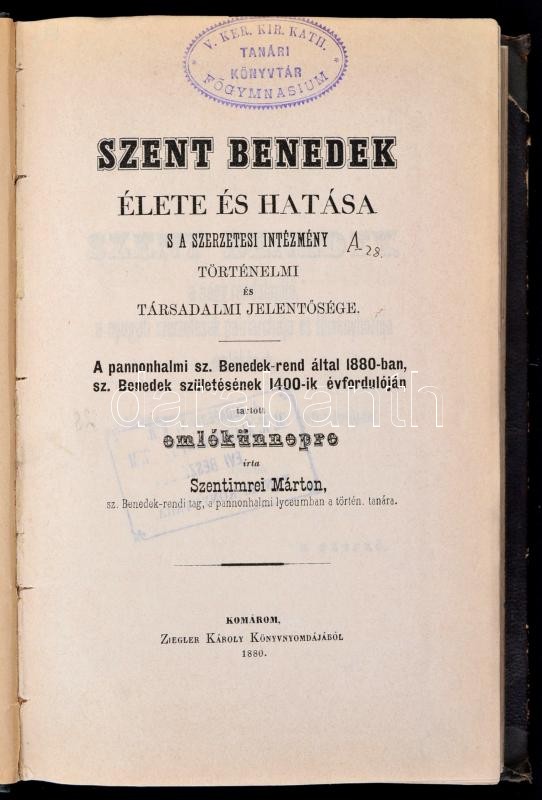 V. KER. KIR. KATH.
TANÁRI
KÖNYVTÁR
FŐGYMNASIUM
SZENT BENEDEK
ÉLETE ÉS HATÁSA
S A SZERZETESI INTÉZMÉNY
A 28.
TÖRTÉNELMI
ÉS
TÁRSADALMI JELENTŐSÉGE.
A pannonhalmi sz. Benedek-rend által 1880-ban,
sz. Benedek születésének 1400-ik évfordulóján
darabanth
tartott
emlékünnepre
irta
Szentimrei Márton,
sz. Benedek-rendi tag, a pannonhalmi lyceumban a történ. tanára.
KOMÁROM,
ZIEGLER KÁROLY KÖNYVNYOMDÁJÁBÓL
1880.